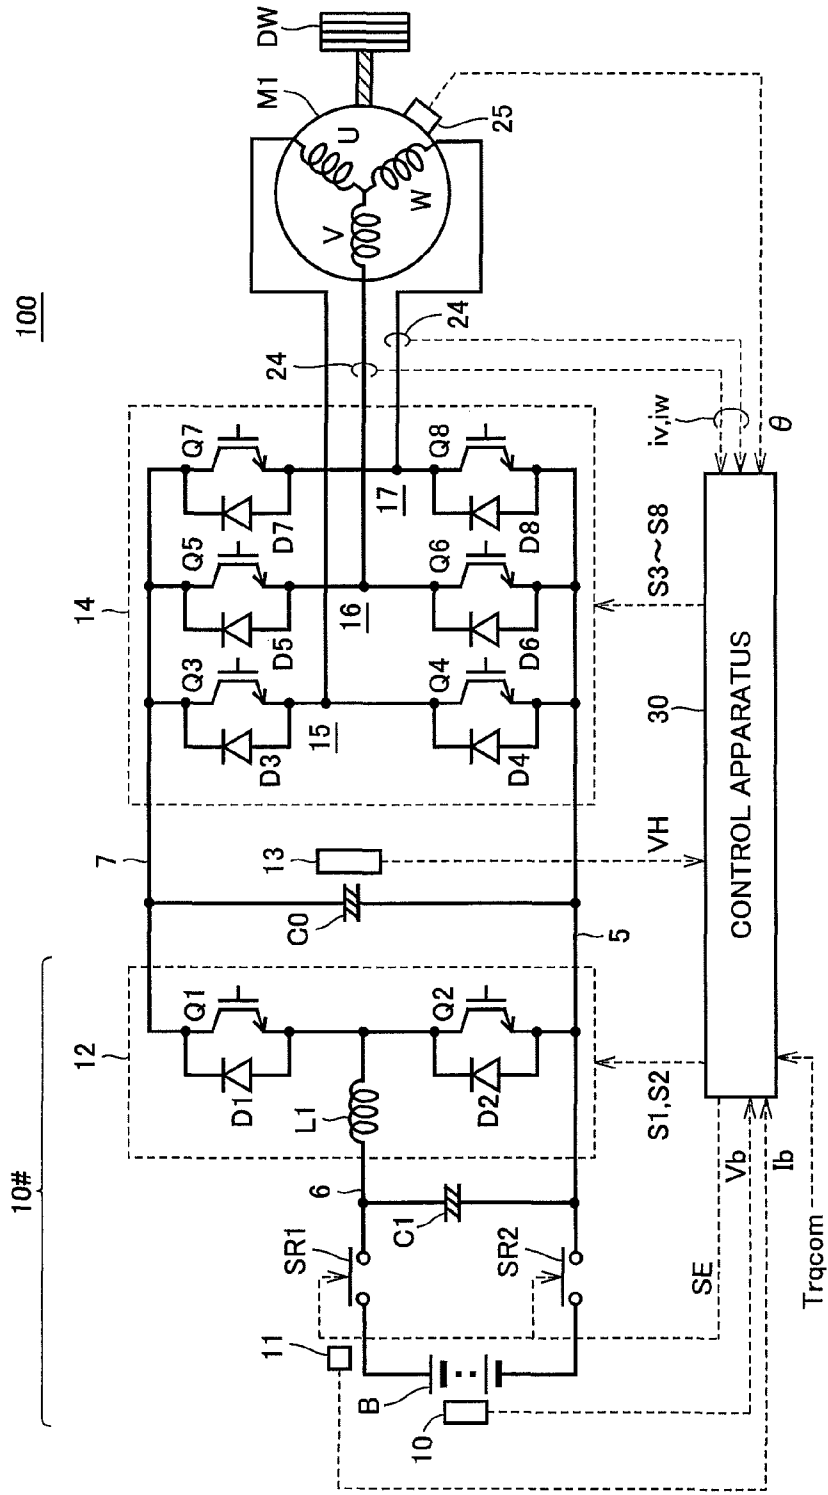 100
10#
12
14
7
Q1
Q3
Q5
Q7
DW
M1
D1
D3
D5
D7
U
V
W
25
11
SR1
6
L1
C0
13
15
16
17
24
24
B
10
C1
Q2
Q4
Q6
Q8
D2
D4
D6
D8
SR2
5
SE
Vb
Ib
S1,S2
VH
30
S3~S8
iv,iw
θ
CONTROL APPARATUS
Trqcom